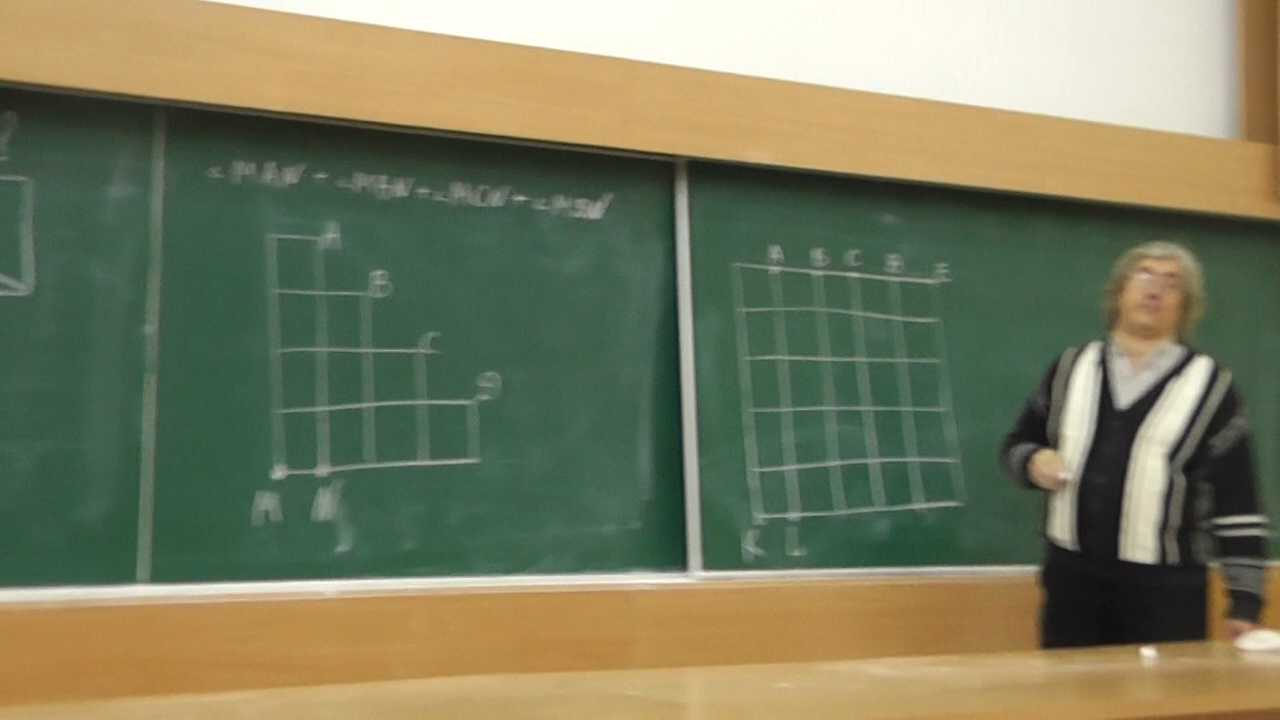 ∠MAN + ∠MBN + ∠MCN + ∠MDN
A
B
C
D
M N
A B C D E
K L